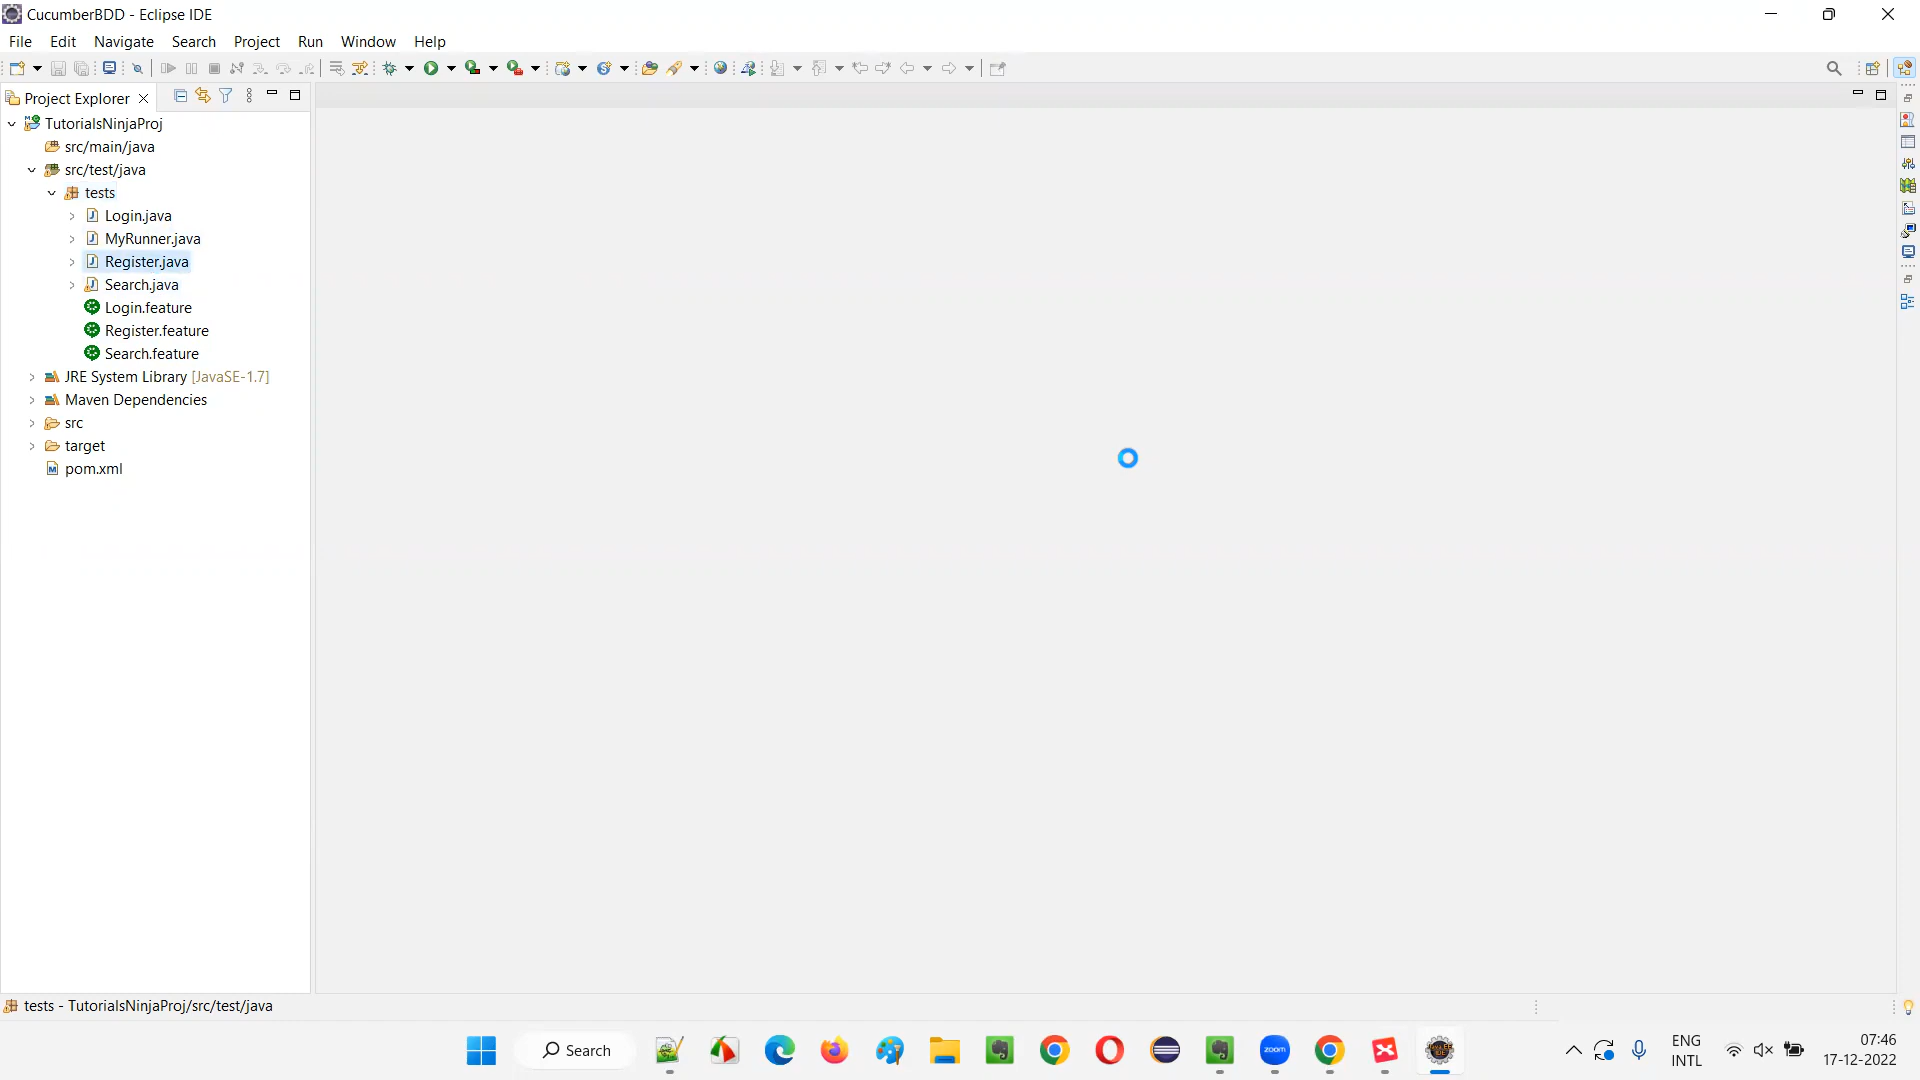 CucumberBDD - Eclipse IDE
File Edit Navigate Search Project Run Window Help
Project Explorer
TutorialsNinjaProj
src/main/java
src/test/java
tests
Login.java
MyRunner.java
Register.java
Search.java
Login.feature
Register.feature
Search.feature
JRE System Library [JavaSE-1.7]
Maven Dependencies
src
target
pom.xml
tests - TutorialsNinjaProj/src/test/java
Search
zoom
ENG
INTL
07:46
17-12-2022